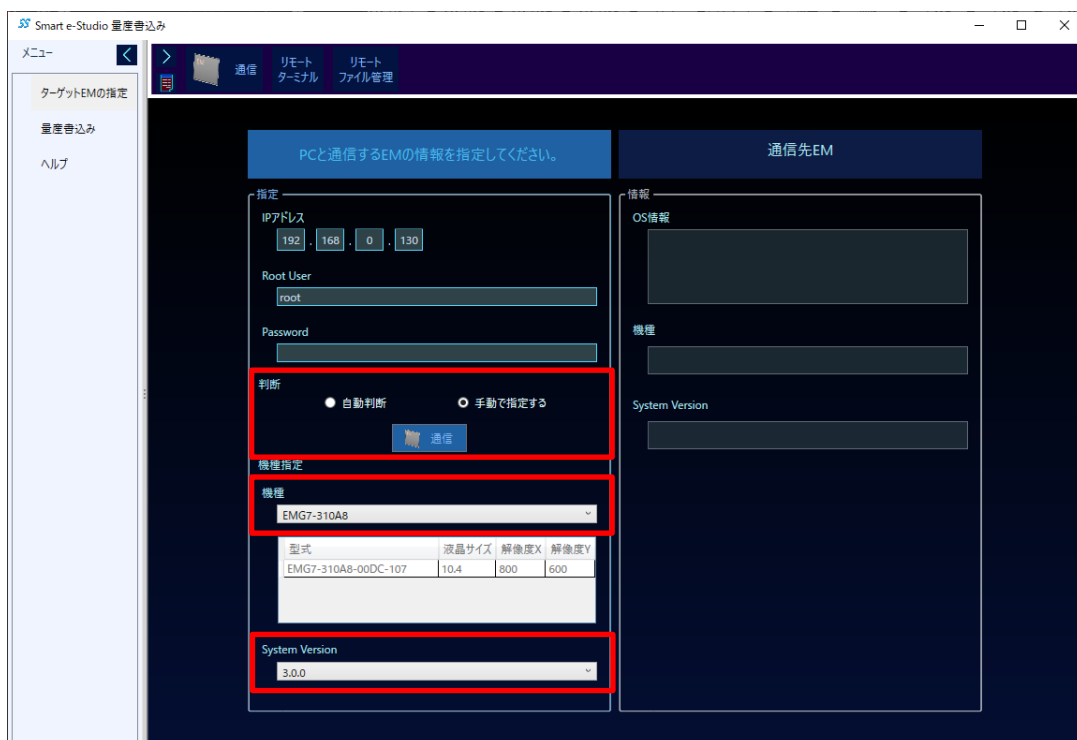 Smart e-Studio 量産書込み
メニュー
ターゲットEMの指定
量産書込み
ヘルプ
通信
リモート
ターミナル
リモート
ファイル管理
PCと通信するEMの情報を指定してください。
指定
IPアドレス
192 . 168 . 0 . 130
Root User
root
Password
判断
自動判断 手動で指定する
通信
機種指定
機種
EMG7-310A8
型式 液晶サイズ 解像度X 解像度Y
EMG7-310A8-00DC-107 10.4 800 600
System Version
3.0.0
通信先EM
情報
OS情報
機種
System Version